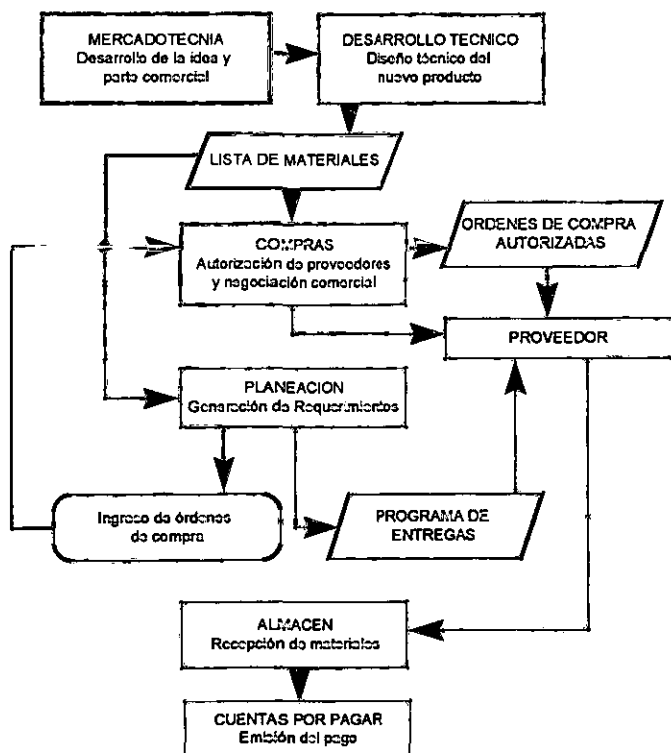 MERCADOTECNIA
Desarrollo de la idea y
parte comercial
DESARROLLO TECNICO
Diseño técnico del
nuevo producto
LISTA DE MATERIALES
COMPRAS
Autorización de proveedores
y negociación comercial
ORDENES DE COMPRA
AUTORIZADAS
PROVEEDOR
PLANEACION
Generación de Requerimientos
Ingreso de órdenes
de compra
PROGRAMA DE
ENTREGAS
ALMACEN
Recepción de materiales
CUENTAS POR PAGAR
Emisión del pago